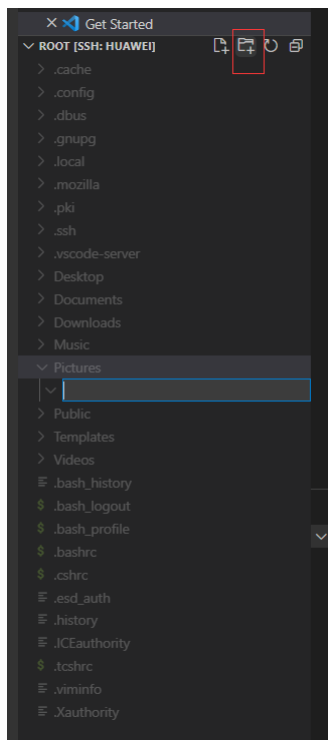 Get Started
ROOT [SSH: HUAWEI]
.cache
.config
.dbus
.gnupg
.local
.mozilla
.pki
.ssh
.vscode-server
Desktop
Documents
Downloads
Music
Pictures
Public
Templates
Videos
.bash_history
$ .bash_logout
$ .bash_profile
$ .bashrc
$ .cshrc
.esd_auth
.history
.ICEauthority
$ .tcshrc
.viminfo
.Xauthority